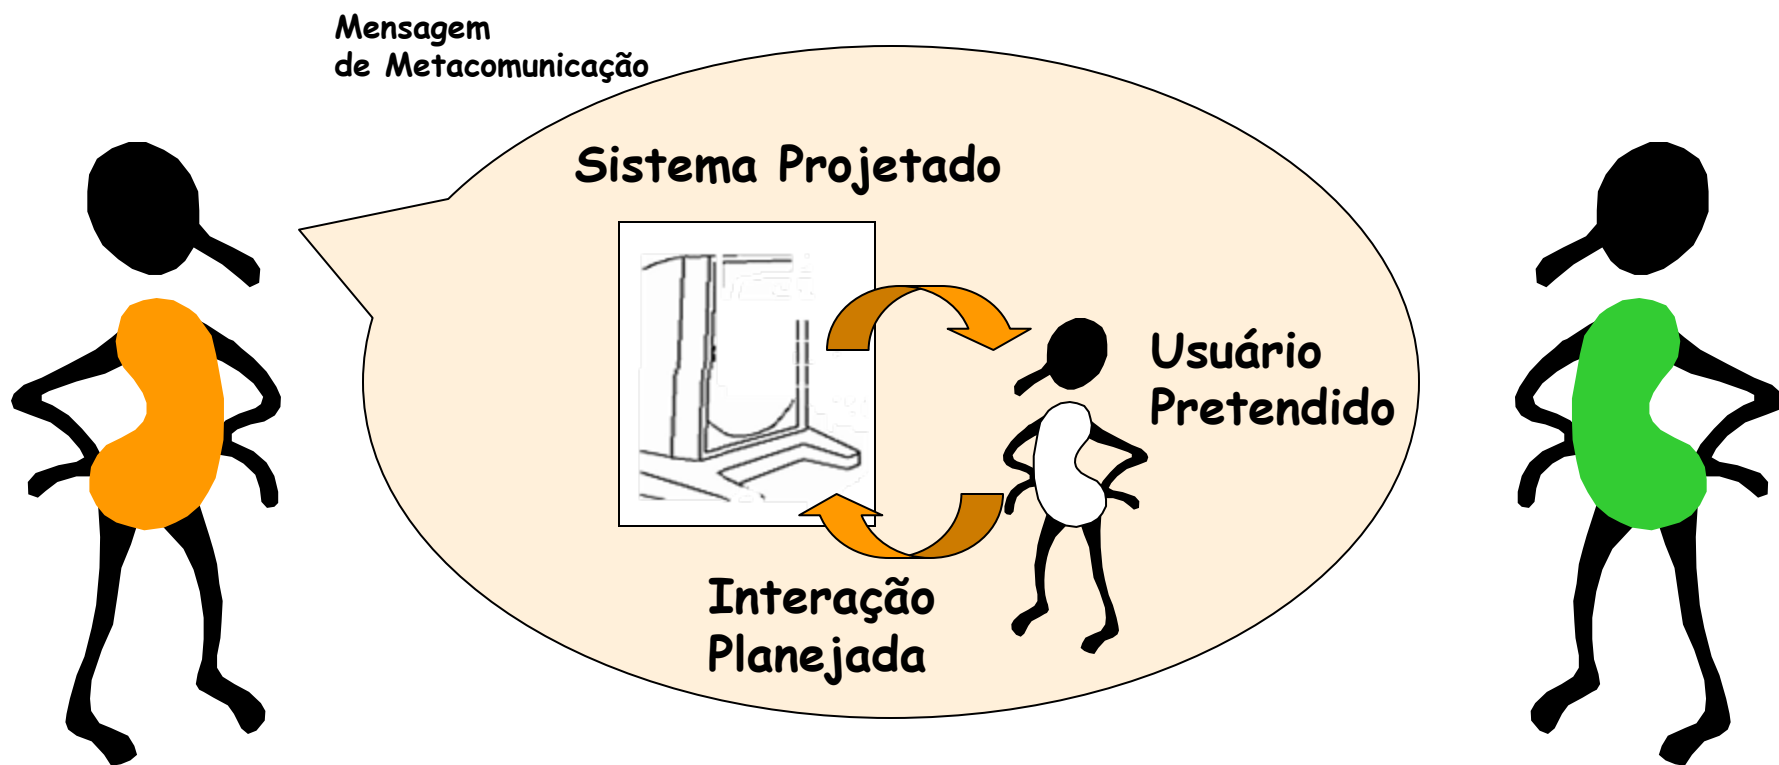 Mensagem
de Metacomunicação
Sistema Projetado
Usuário
Pretendido
Interação
Planejada